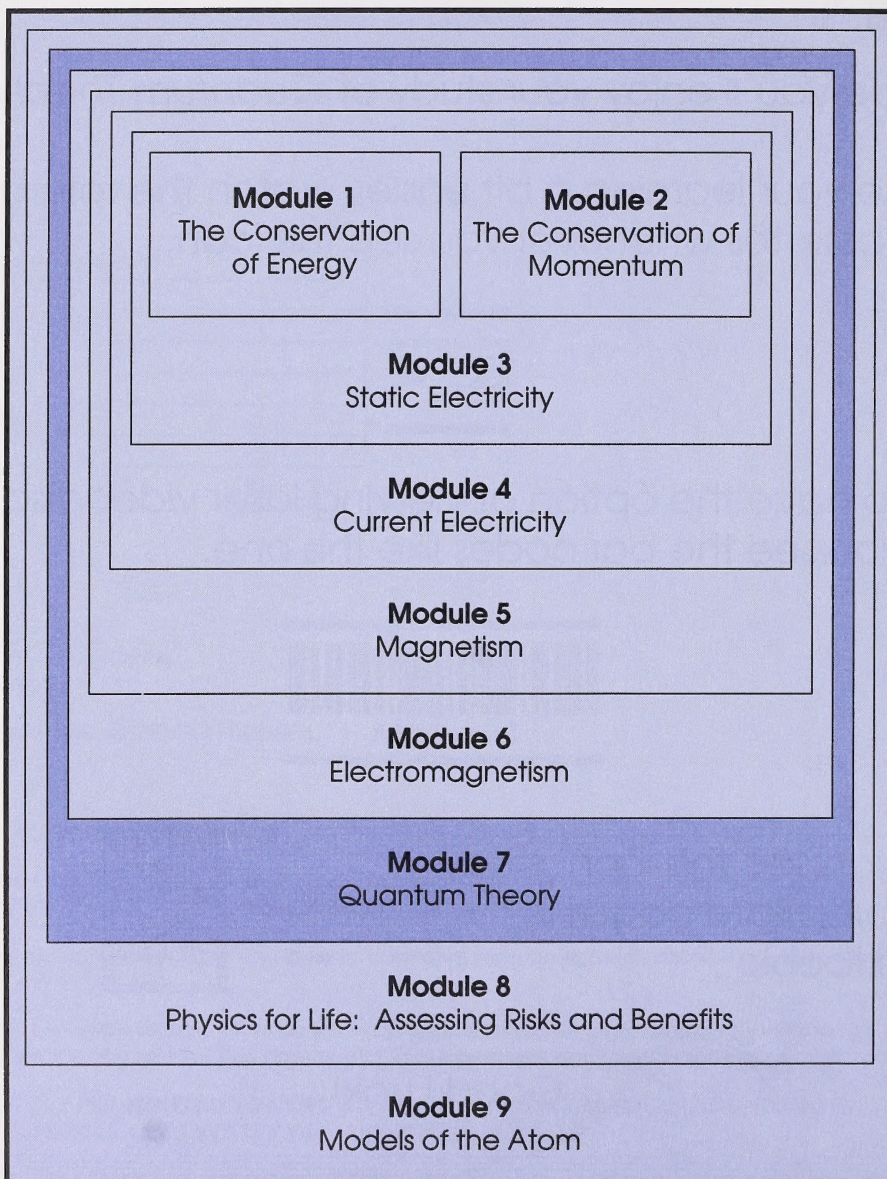 Module 1
The Conservation
of Energy
Module 2
The Conservation of
Momentum
Module 3
Static Electricity
Module 4
Current Electricity
Module 5
Magnetism
Module 6
Electromagnetism
Module 7
Quantum Theory
Module 8
Physics for Life: Assessing Risks and Benefits
Module 9
Models of the Atom